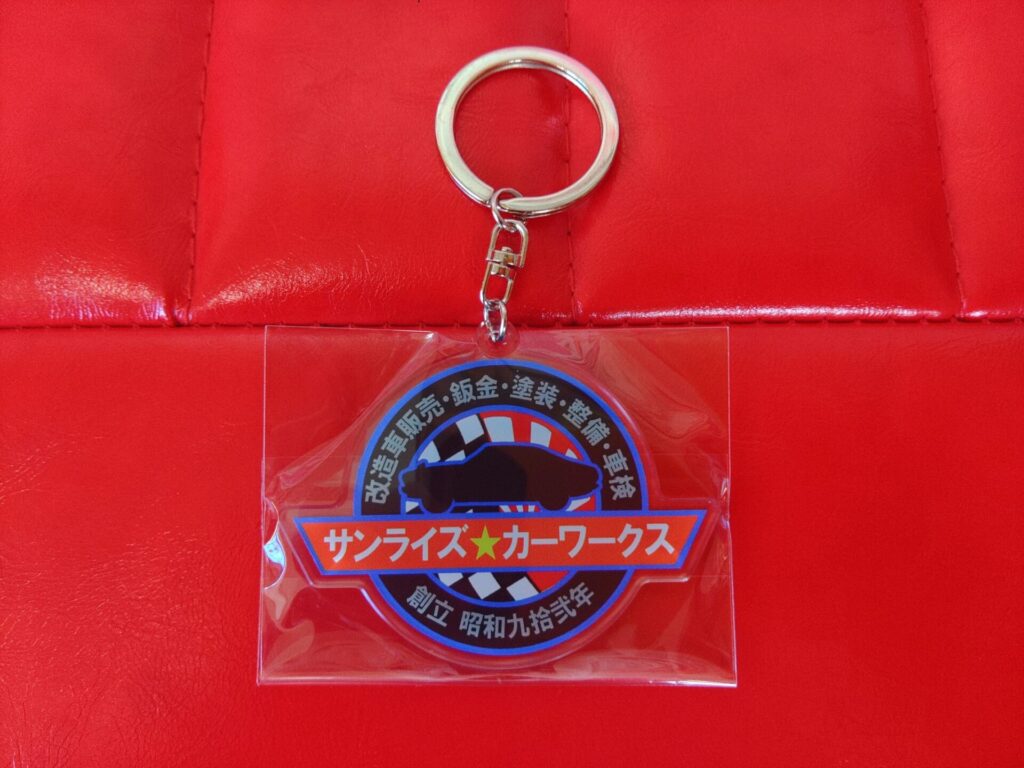 改造車販売・鈑金・塗装・整備・車検
サンライズ★カーワークス
創立 昭和九拾弐年